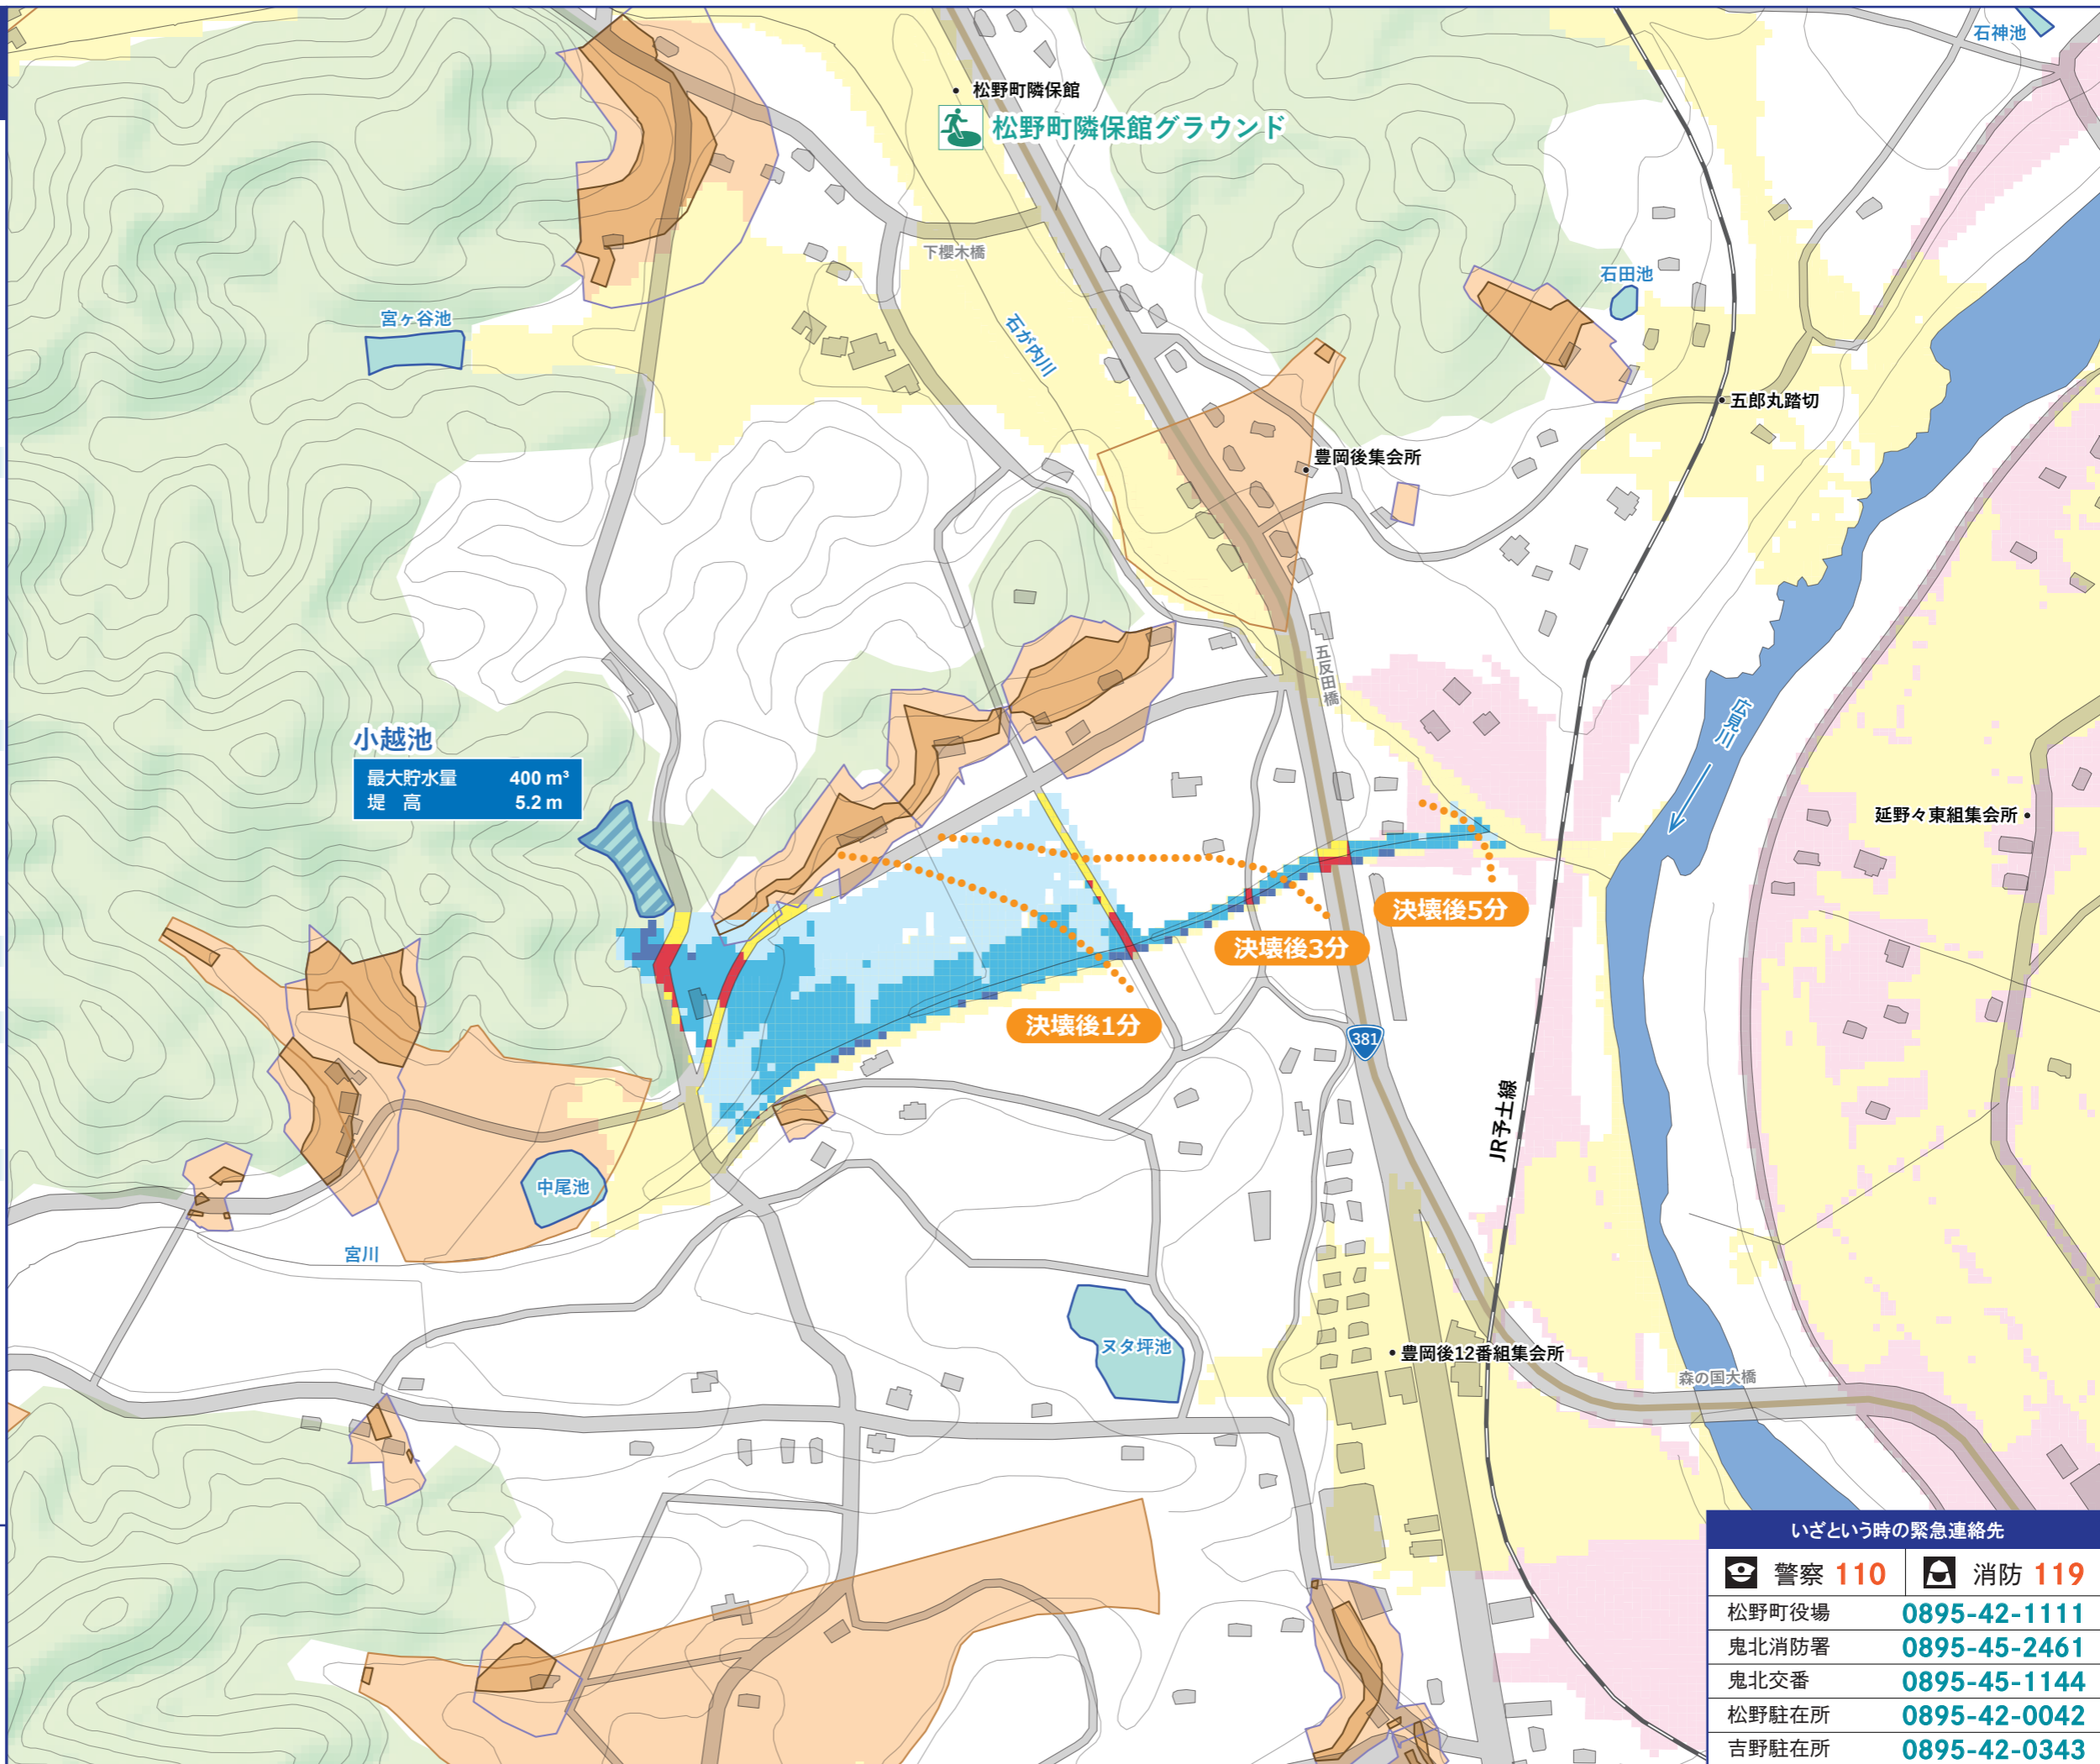 石神池
松野町隣保館
松野町隣保館グラウンド
下櫻木橋
石田池
宮ヶ谷池
石が内川
五郎丸踏切
豊岡後集会所
五反田橋
広見川
小越池
最大貯水量 400 m³
堤 高 5.2 m
延野々東組集会所
決壊後5分
決壊後3分
決壊後1分
381
JR予土線
中尾池
宮川
ヌタ坪池
豊岡後12番組集会所
森の国大橋
いざという時の緊急連絡先
警察 110 消防 119
松野町役場 0895-42-1111
鬼北消防署 0895-45-2461
鬼北交番 0895-45-1144
松野駐在所 0895-42-0042
吉野駐在所 0895-42-0343